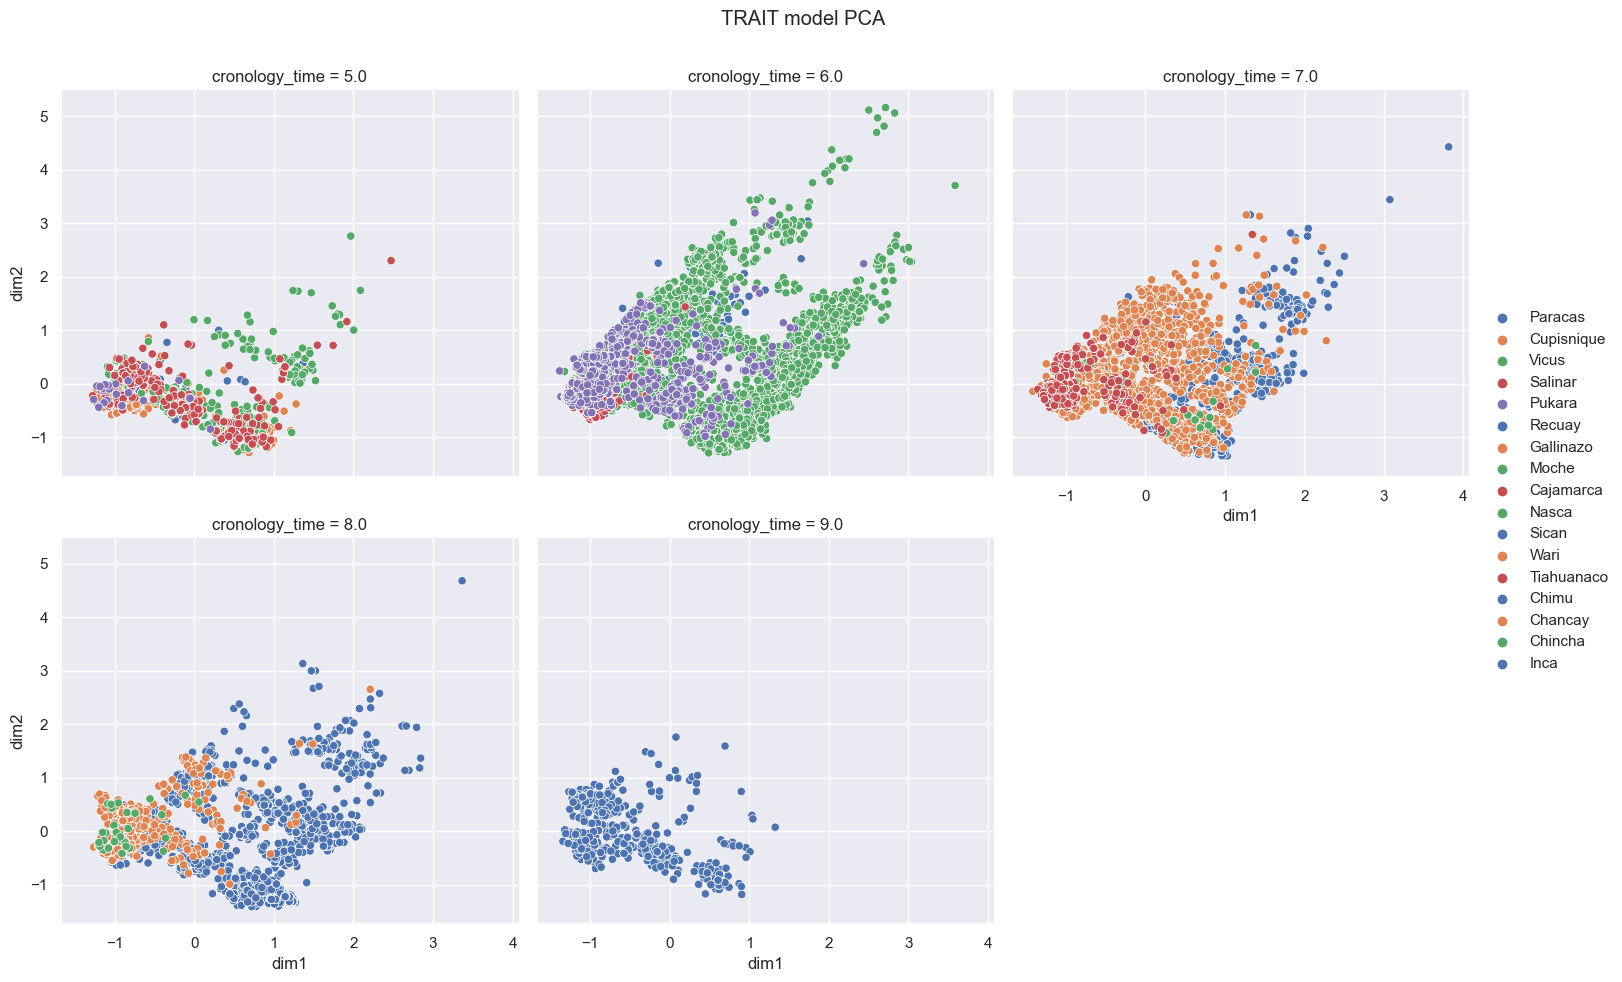 TRAIT model PCA
cronology_time = 5.0
cronology_time = 6.0
cronology_time = 7.0
dim2
5
4
3
2
1
0
−1
−1 0 1 2 3 4
dim1
cronology_time = 8.0
cronology_time = 9.0
dim2
5
4
3
2
1
0
−1
−1 0 1 2 3 4
dim1
−1 0 1 2 3 4
dim1
Paracas
Cupisnique
Vicus
Salinar
Pukara
Recuay
Gallinazo
Moche
Cajamarca
Nasca
Sican
Wari
Tiahuanaco
Chimu
Chancay
Chincha
Inca